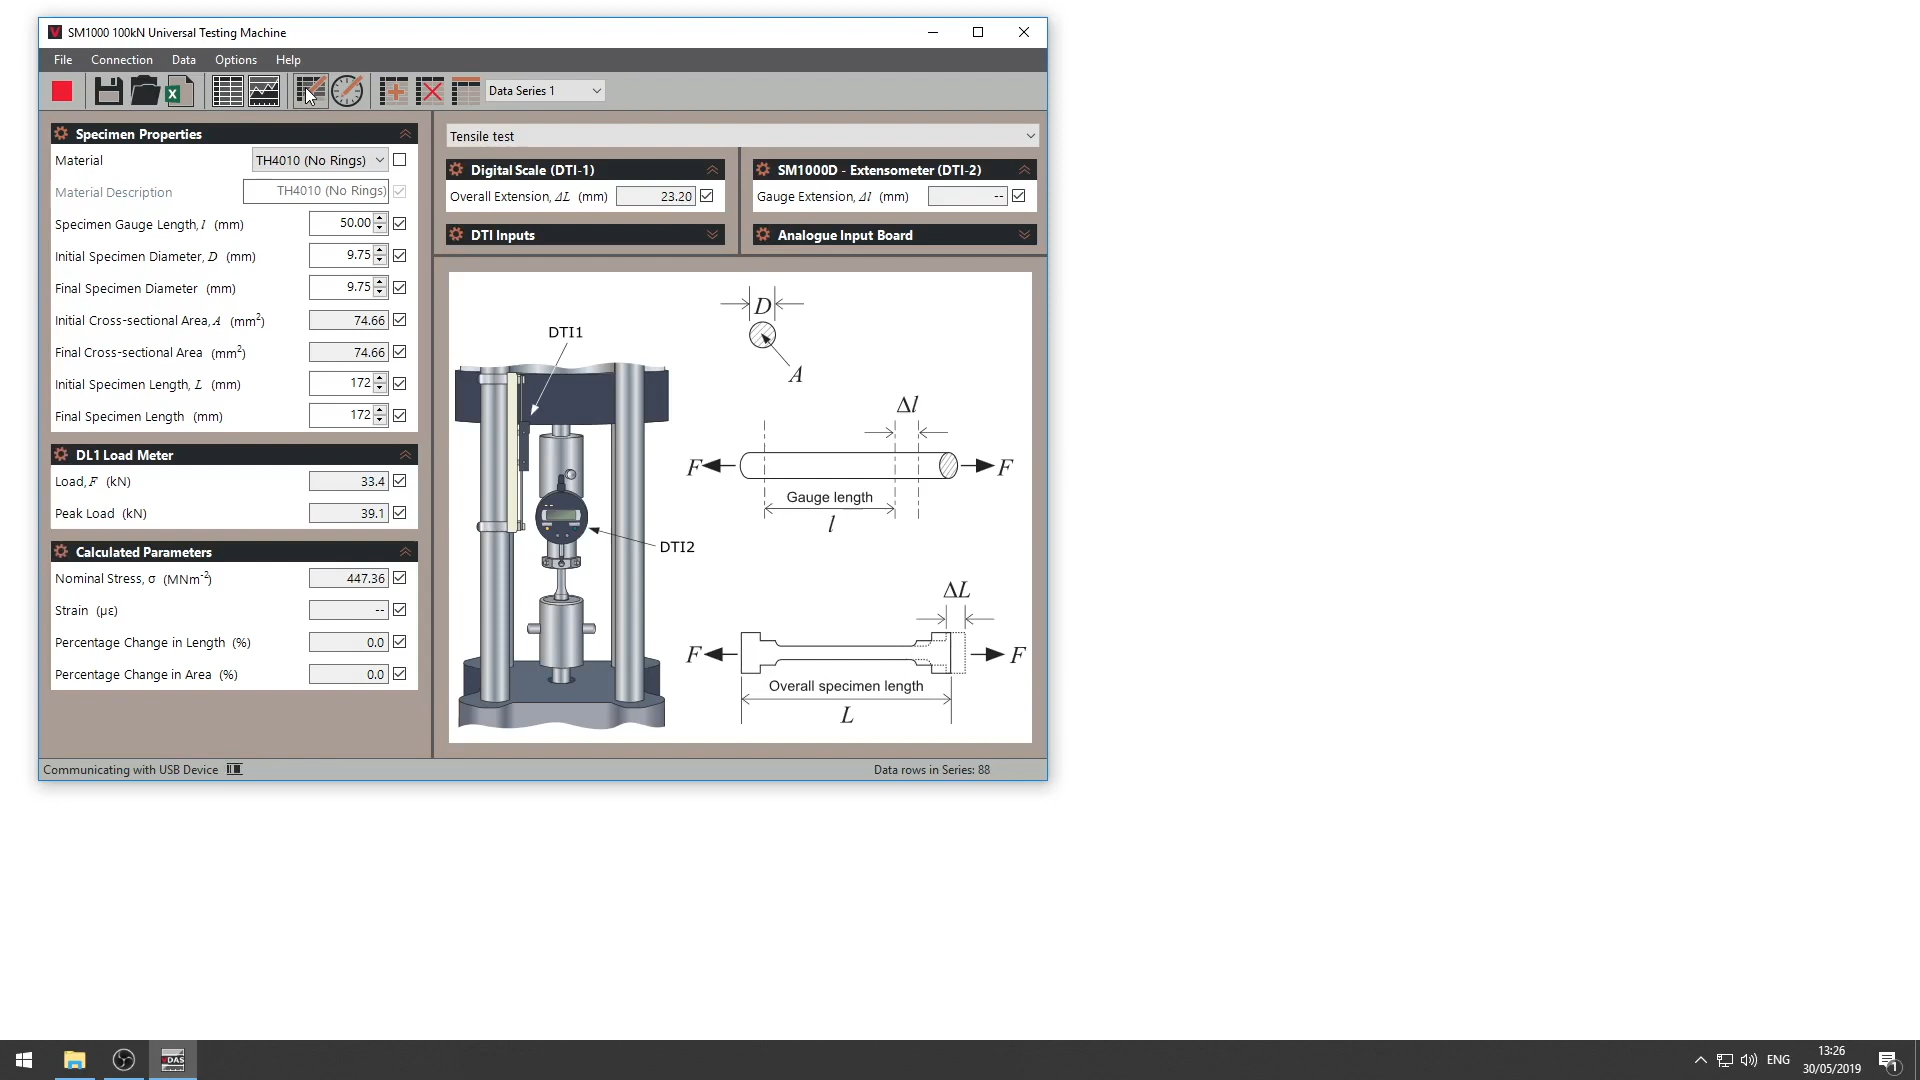 SM1000 100kN Universal Testing Machine
File Connection Data Options Help
Data Series 1
Specimen Properties
Material TH4010 (No Rings)
Material Description TH4010 (No Rings)
Specimen Gauge Length, l (mm) 50.00
Initial Specimen Diameter, D (mm) 9.75
Final Specimen Diameter (mm) 9.75
Initial Cross-sectional Area, A (mm²) 74.66
Final Cross-sectional Area (mm²) 74.66
Initial Specimen Length, L (mm) 172
Final Specimen Length (mm) 172
DL1 Load Meter
Load, F (kN) 33.4
Peak Load (kN) 39.1
Calculated Parameters
Nominal Stress, σ (MNm⁻²) 447.36
Strain (με) --
Percentage Change in Length (%) 0.0
Percentage Change in Area (%) 0.0
Tensile test
Digital Scale (DTI-1)
Overall Extension, ΔL (mm) 23.20
SM1000D - Extensometer (DTI-2)
Gauge Extension, Δl (mm) --
DTI Inputs
Analogue Input Board
DTI1
DTI2
D
A
Δl
F F
Gauge length
l
ΔL
F F
Overall specimen length
L
Communicating with USB Device
Data rows in Series: 88
VDAS
ENG
13:26
30/05/2019
1